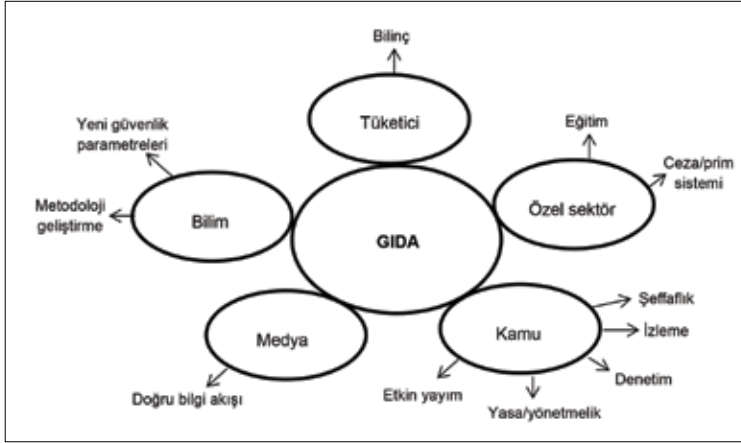 Bilinç
Tüketici
Yeni güvenlik
parametreleri
Eğitim
Ceza/prim
sistemi
Metodoloji
geliştirme
Bilim
Özel sektör
GIDA
Şeffaflık
İzleme
Medya
Kamu
Denetim
Doğru bilgi akışı
Etkin yayım
Yasa/yönetmelik